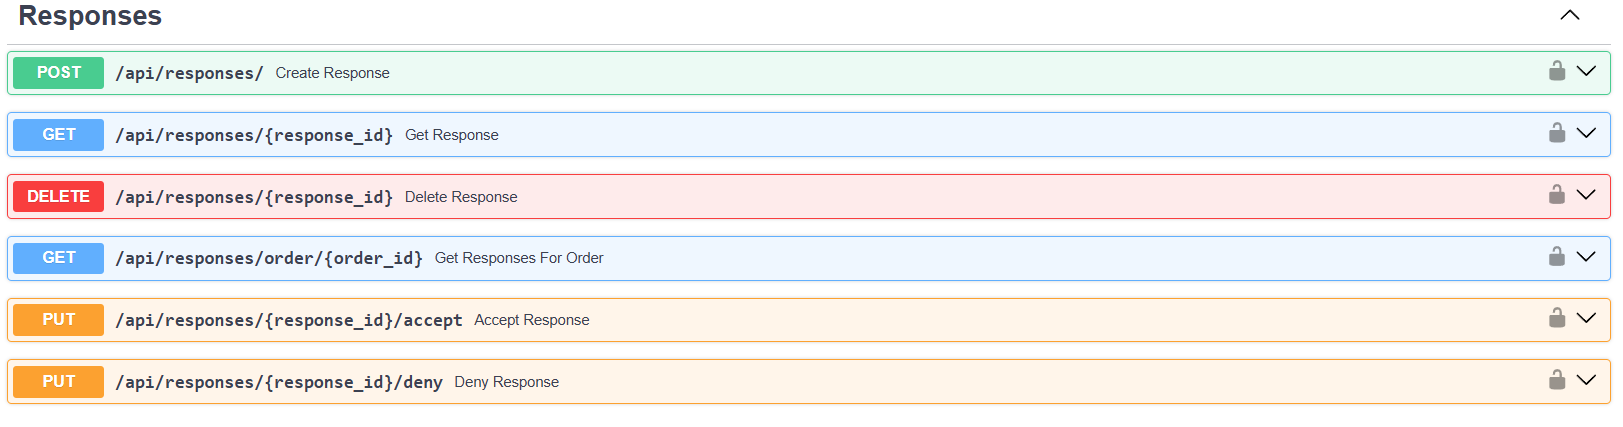 Responses
POST /api/responses/ Create Response
GET /api/responses/{response_id} Get Response
DELETE /api/responses/{response_id} Delete Response
GET /api/responses/order/{order_id} Get Responses For Order
PUT /api/responses/{response_id}/accept Accept Response
PUT /api/responses/{response_id}/deny Deny Response